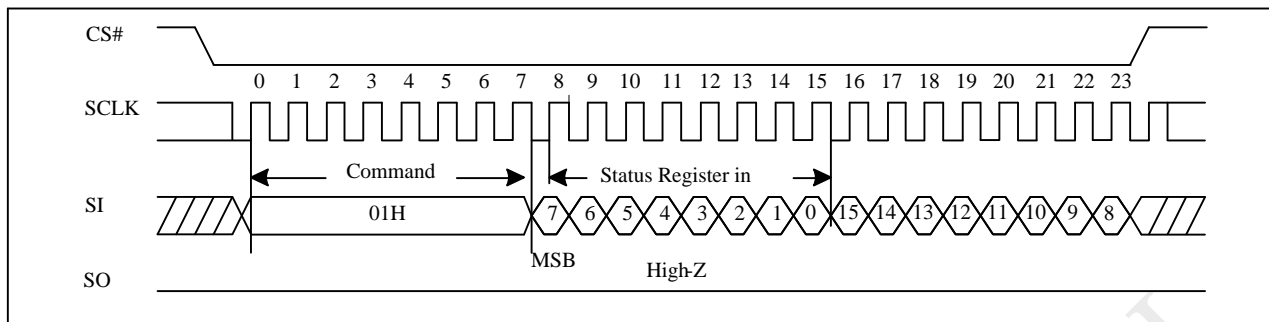 CS#
0 1 2 3 4 5 6 7 8 9 10 11 12 13 14 15 16 17 18 19 20 21 22 23
SCLK
Command Status Register in
SI 01H 7 6 5 4 3 2 1 0 15 14 13 12 11 10 9 8
MSB High-Z
SO